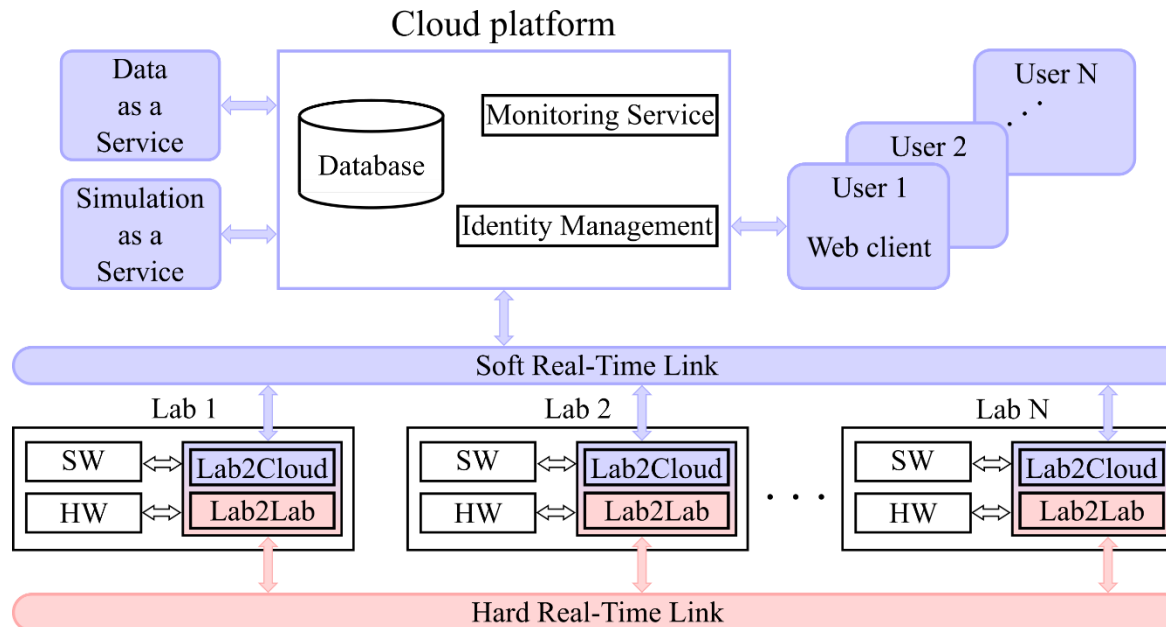 Cloud platform
Data
as a
Service
Simulation
as a
Service
Database
Monitoring Service
Identity Management
User N
. . .
User 2
User 1
Web client
Soft Real-Time Link
Lab 1
SW
HW
Lab2Cloud
Lab2Lab
Lab 2
SW
HW
Lab2Cloud
Lab2Lab
. . .
Lab N
SW
HW
Lab2Cloud
Lab2Lab
Hard Real-Time Link